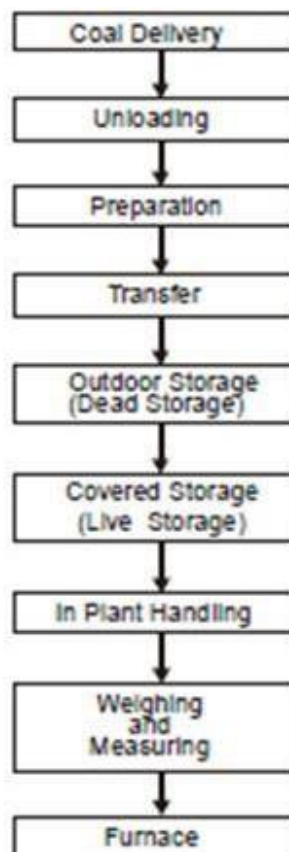 Coal Delivery
Unloading
Preparation
Transfer
Outdoor Storage
(Dead Storage)
Covered Storage
(Live Storage)
In Plant Handling
Weighing
and
Measuring
Furnace